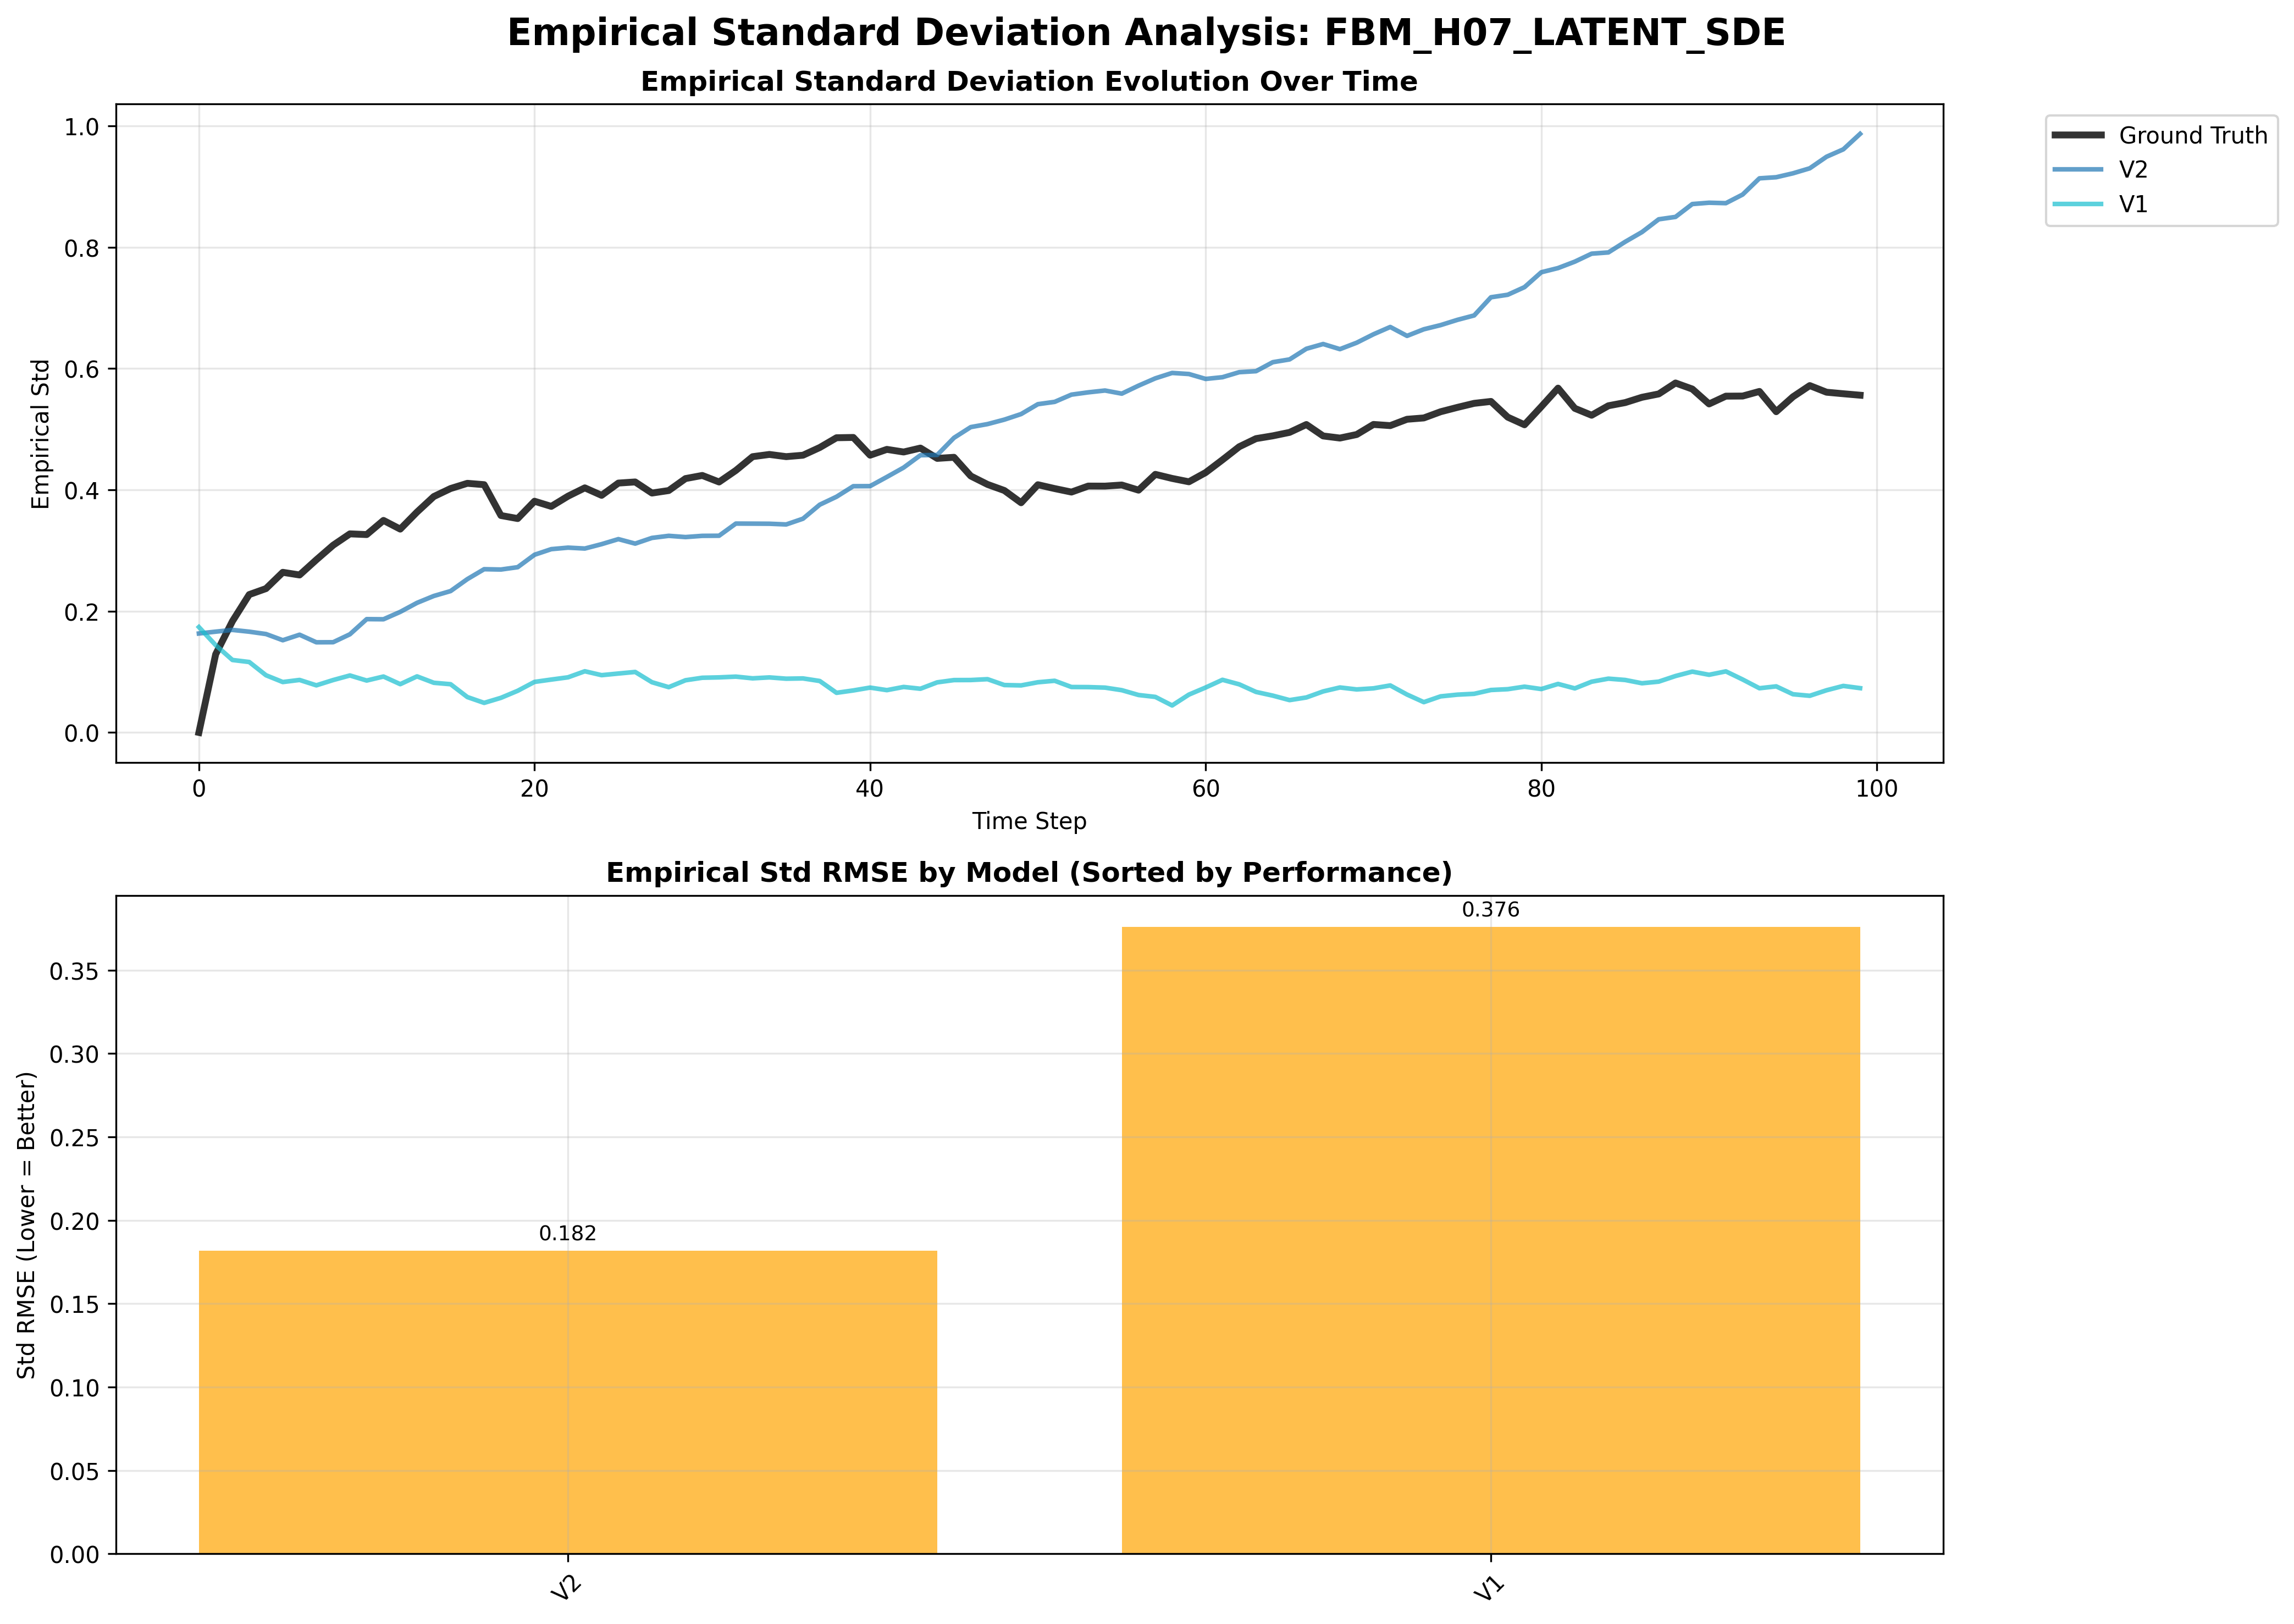 Empirical Standard Deviation Analysis: FBM_H07_LATENT_SDE
Empirical Standard Deviation Evolution Over Time
Ground Truth
V2
V1
Empirical Std
1.0
0.8
0.6
0.4
0.2
0.0
0
20
40
60
80
100
Time Step
Empirical Std RMSE by Model (Sorted by Performance)
Std RMSE (Lower = Better)
0.35
0.30
0.25
0.20
0.15
0.10
0.05
0.00
0.182
0.376
V2
V1